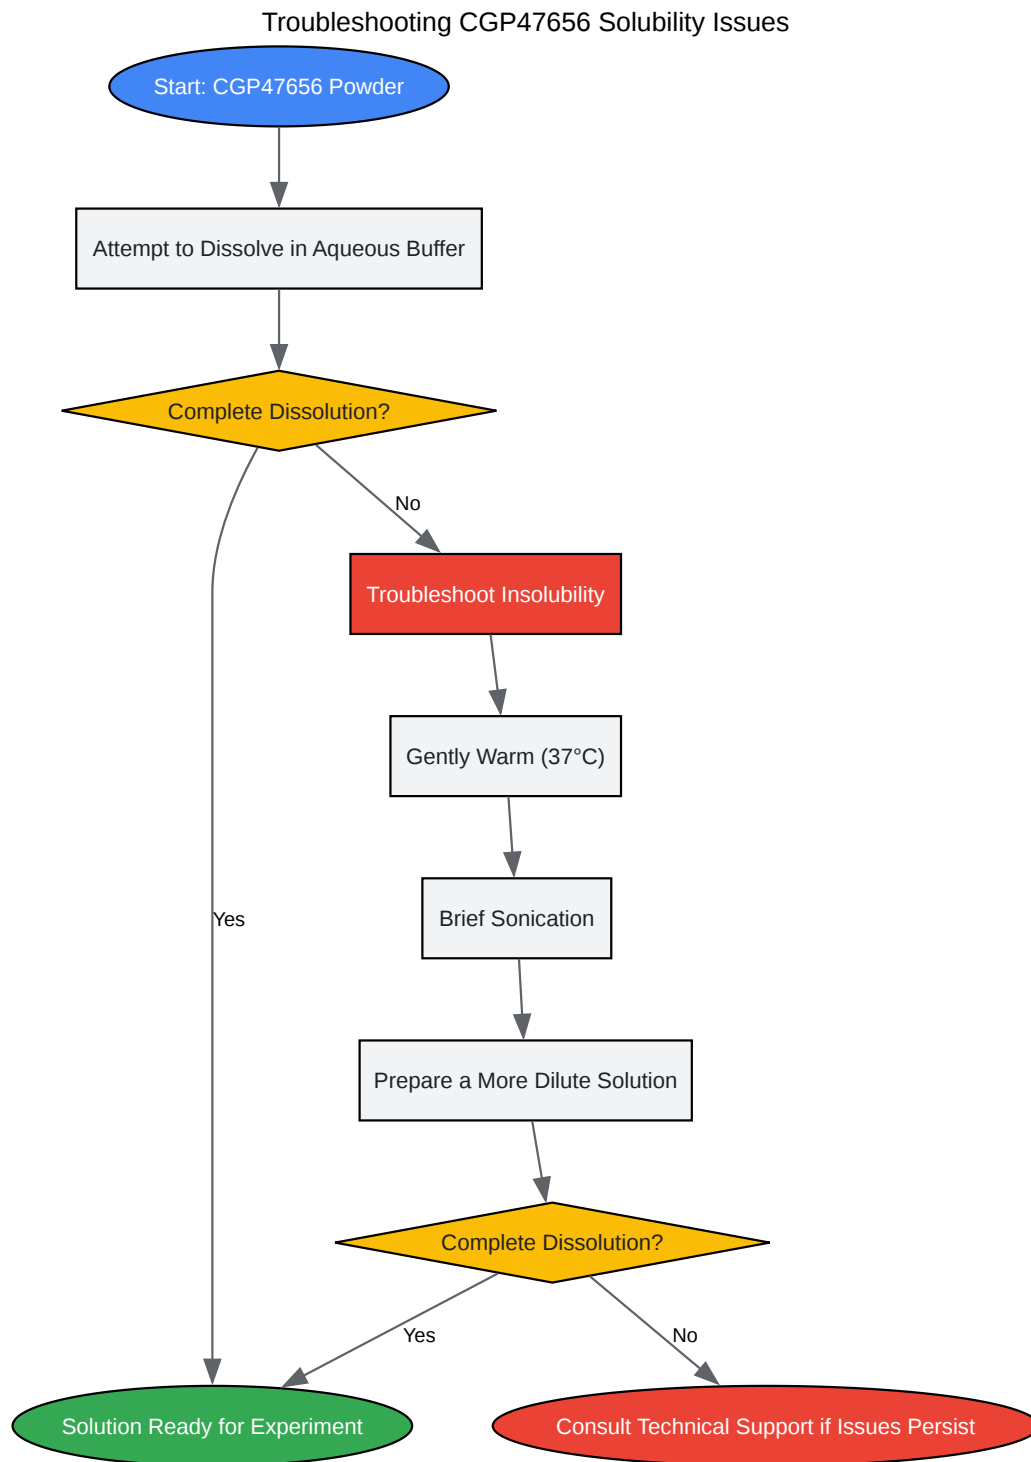 Troubleshooting CGP47656 Solubility Issues
Start: CGP47656 Powder
Attempt to Dissolve in Aqueous Buffer
Complete Dissolution?
No
Troubleshoot Insolubility
Gently Warm (37°C)
Brief Sonication
Yes
Prepare a More Dilute Solution
Complete Dissolution?
Yes
No
Solution Ready for Experiment
Consult Technical Support if Issues Persist